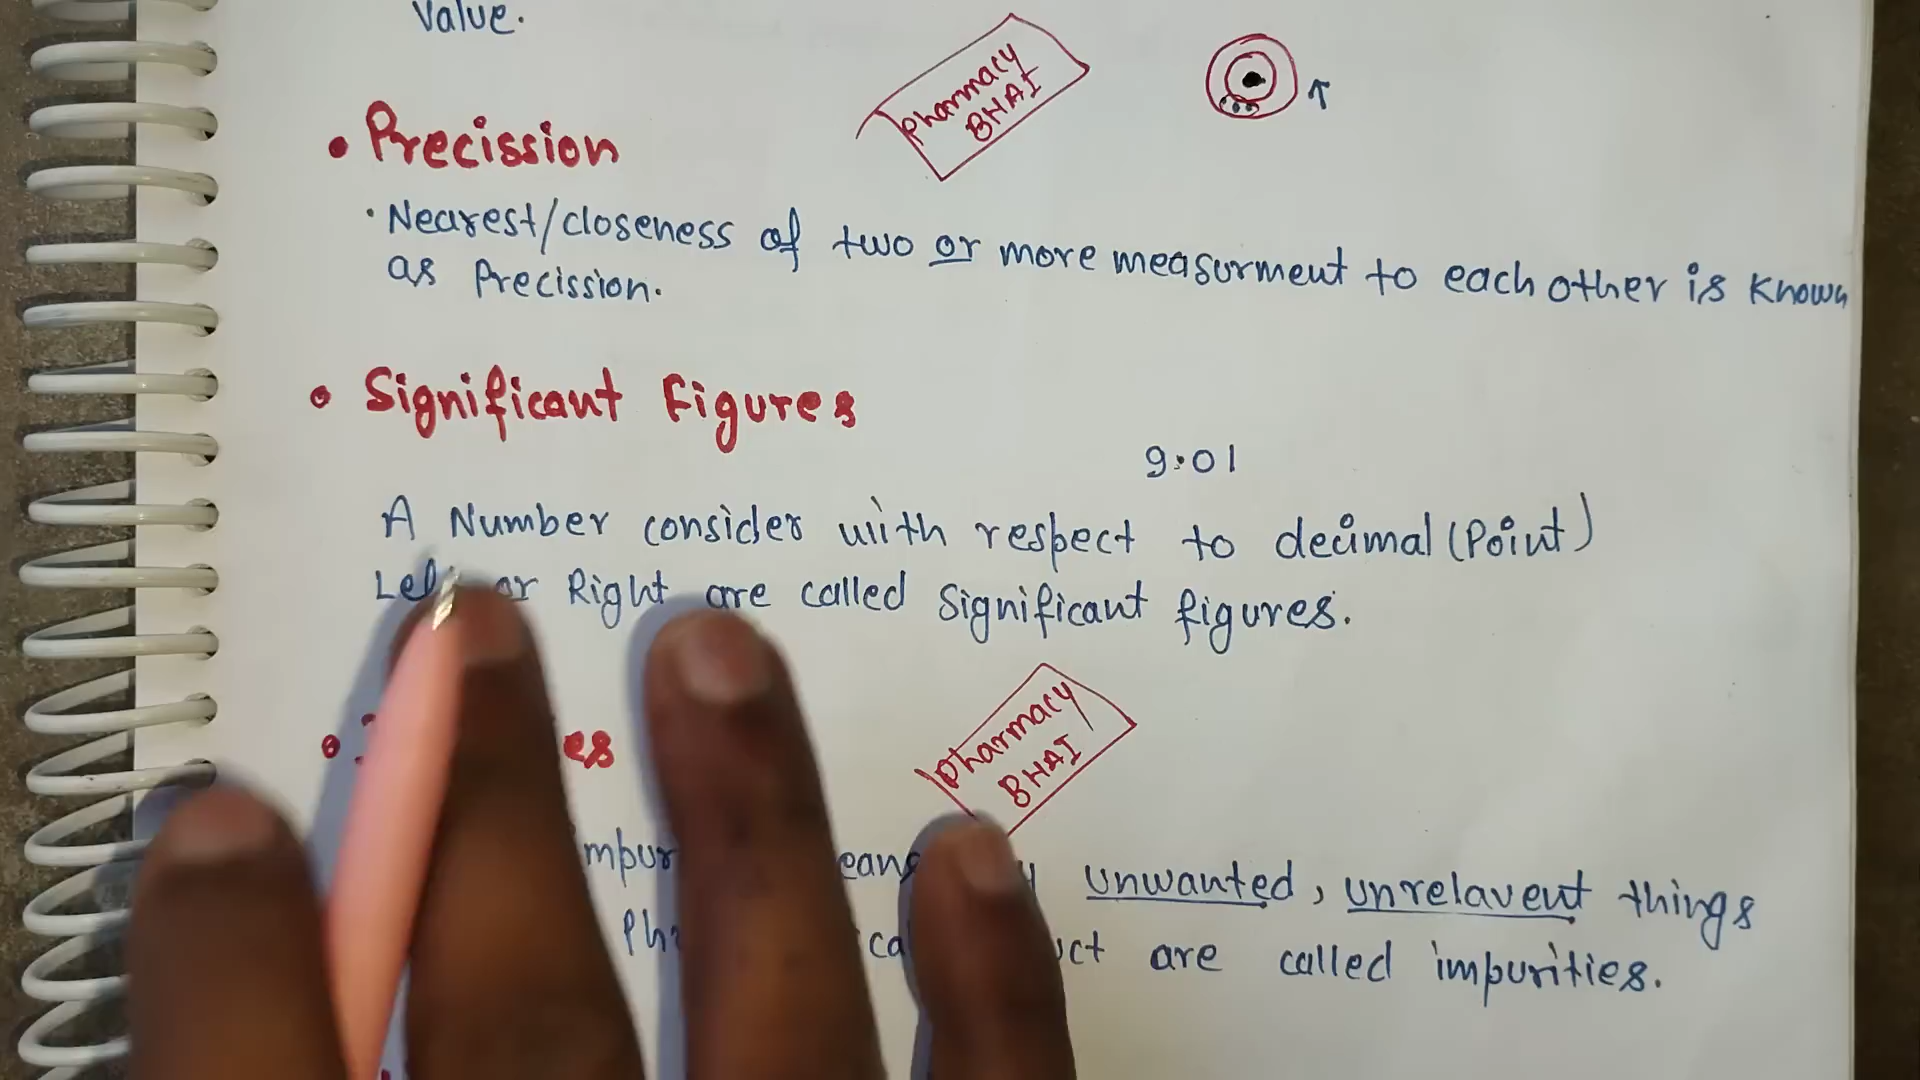 Value.
Pharmacy
BHAI
• Precission
• Nearest/closeness of two or more measurment to each other is known
as Precission.
• Significant Figures
9.01
A Number consider with respect to decimal (Point)
Left or Right are called significant figures.
Pharmacy
BHAI
unwanted, unrelavent things
are called impurities.